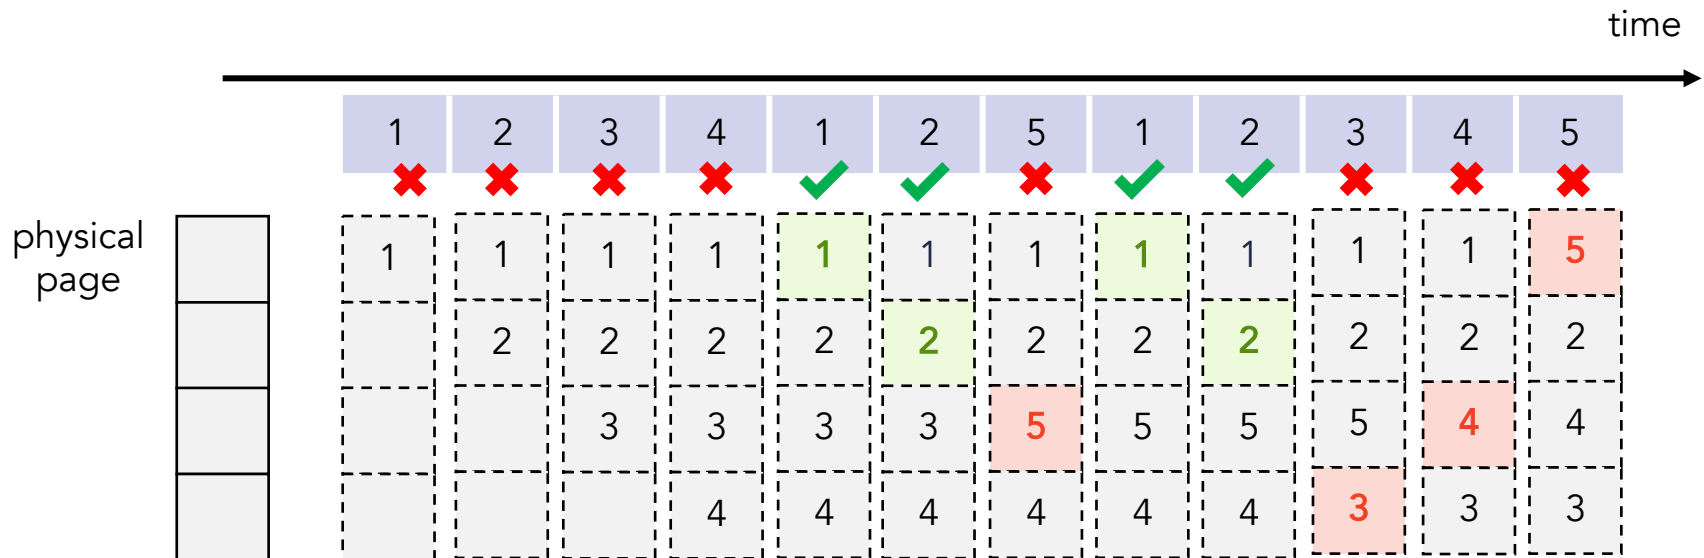 time
1 2 3 4 1 2 5 1 2 3 4 5
physical
page
1 1 1 1 1 1 1 1 1 1 1 5
2 2 2 2 2 2 2 2 2 2 2
3 3 3 3 5 5 5 5 4 4
4 4 4 4 4 4 3 3 3